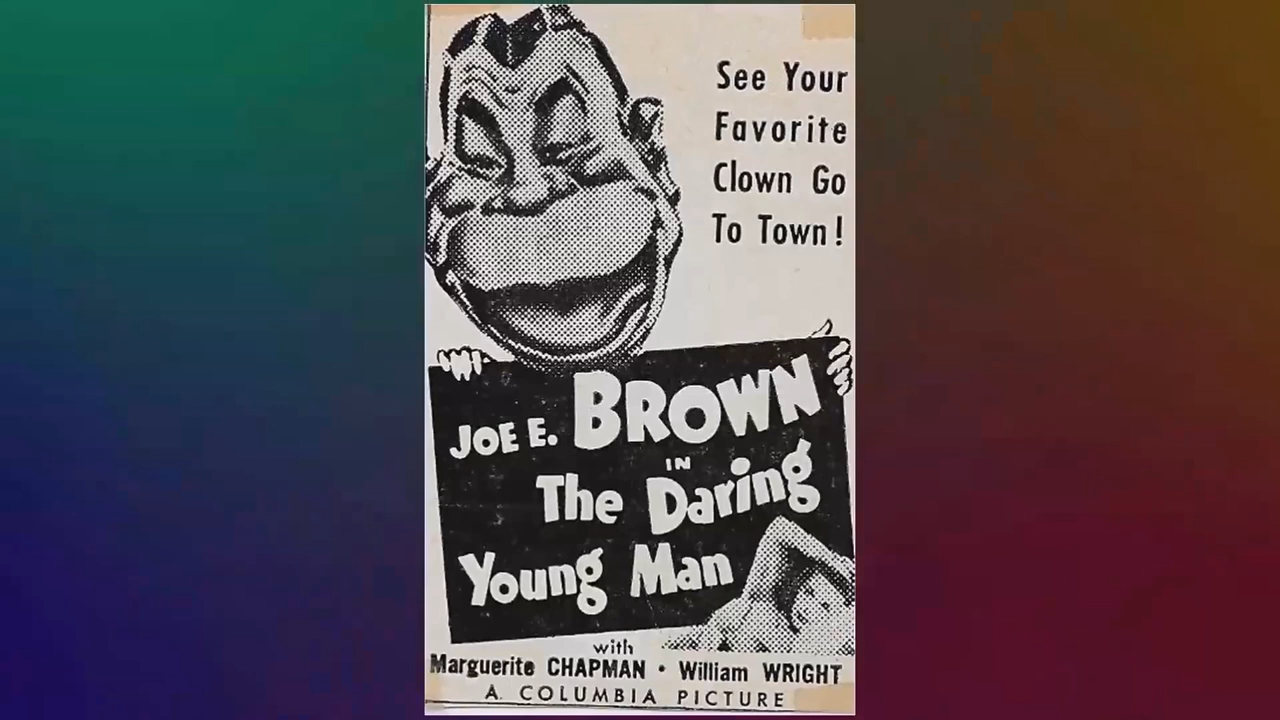 See Your
Favorite
Clown Go
To Town!
JOE E. BROWN
IN
The Daring
Young Man
with
Marguerite CHAPMAN • William WRIGHT
A COLUMBIA PICTURE